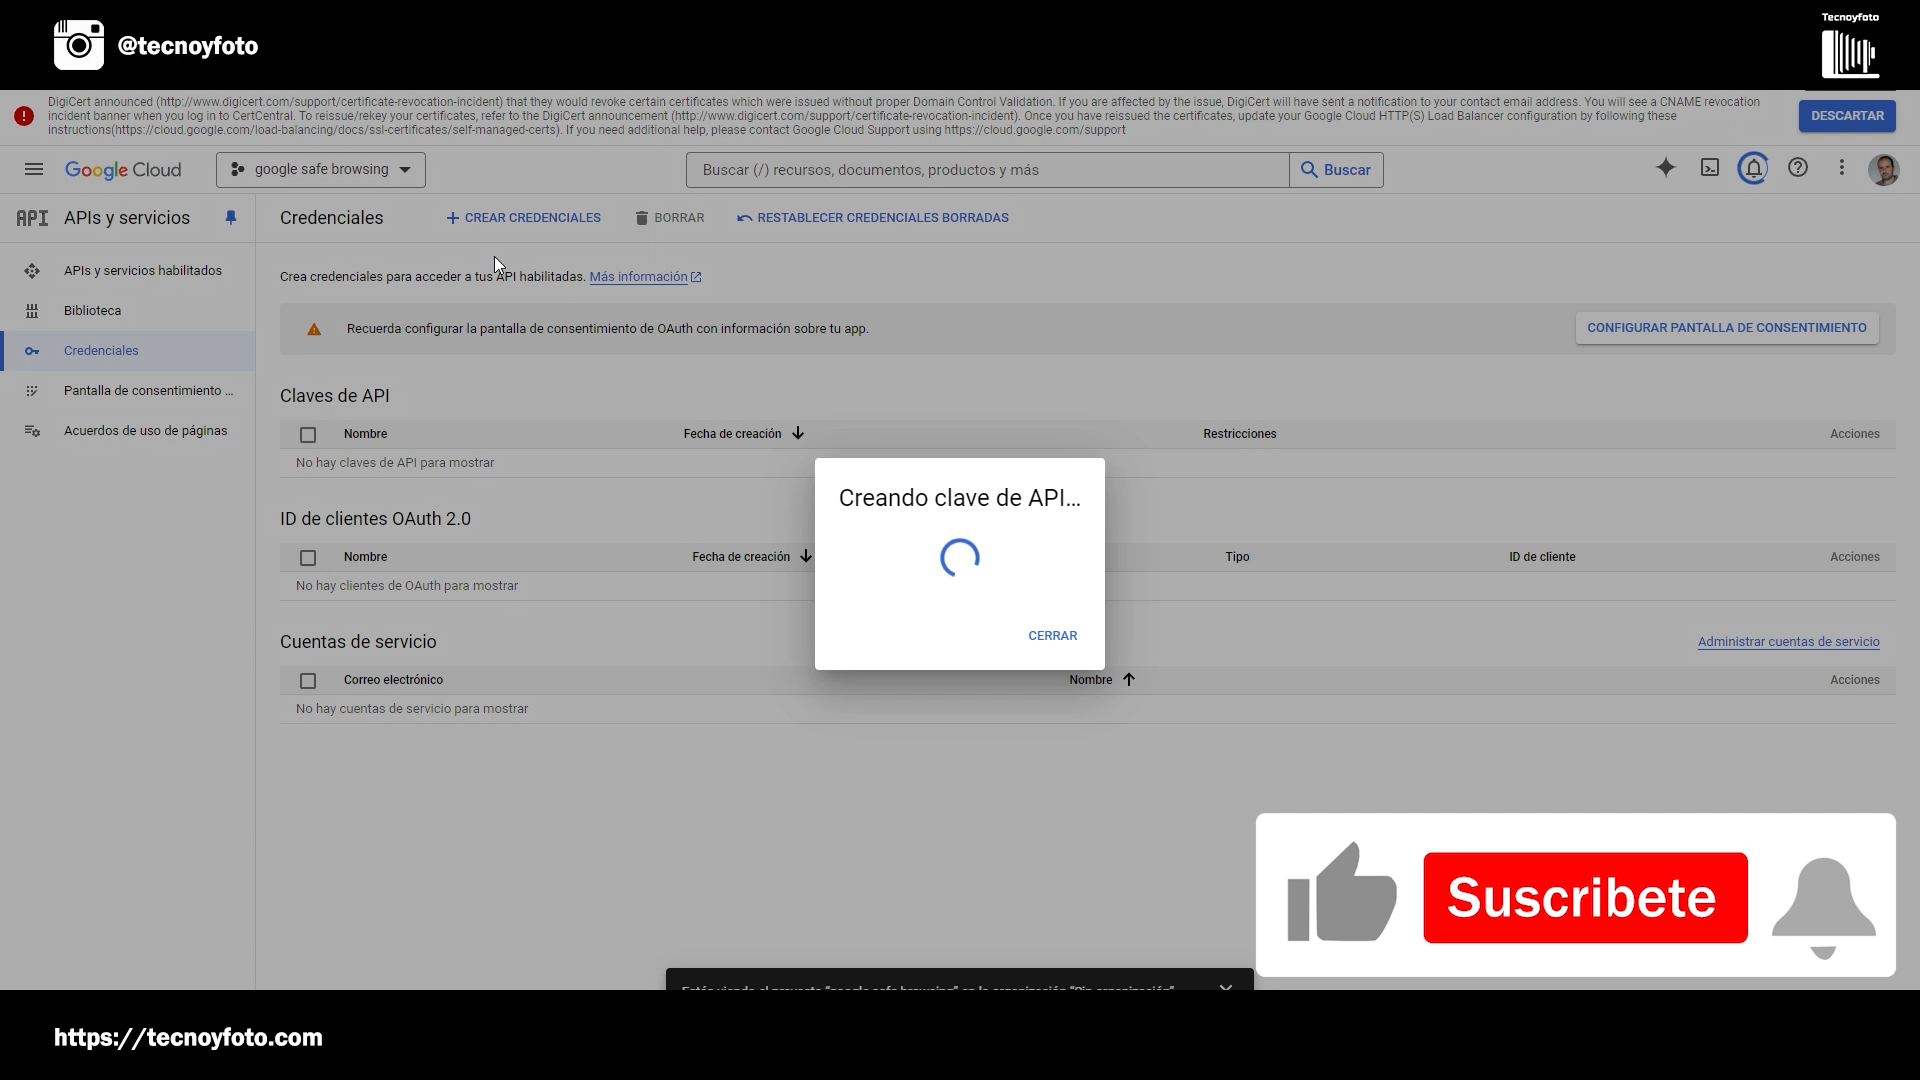 @tecnoyfoto
Tecnoyfoto
DigiCert announced (http://www.digicert.com/support/certificate-revocation-incident) that they would revoke certain certificates which were issued without proper Domain Control Validation. If you are affected by the issue, DigiCert will have sent a notification to your contact email address. You will see a CNAME revocation
incident banner when you log in to CertCentral. To reissue/rekey your certificates, refer to the DigiCert announcement (http://www.digicert.com/support/certificate-revocation-incident). Once you have reissued the certificates, update your Google Cloud HTTP(S) Load Balancer configuration by following these
instructions(https://cloud.google.com/load-balancing/docs/ssl-certificates/self-managed-certs). If you need additional help, please contact Google Cloud Support using https://cloud.google.com/support
DESCARTAR
Google Cloud
google safe browsing
Buscar (/) recursos, documentos, productos y más
Buscar
API APIs y servicios
Credenciales
CREAR CREDENCIALES
BORRAR
RESTABLECER CREDENCIALES BORRADAS
APIs y servicios habilitados
Biblioteca
Credenciales
Pantalla de consentimiento ...
Acuerdos de uso de páginas
Crea credenciales para acceder a tus API habilitadas. Más información
Recuerda configurar la pantalla de consentimiento de OAuth con información sobre tu app.
CONFIGURAR PANTALLA DE CONSENTIMIENTO
Claves de API
Nombre Fecha de creación Restricciones Acciones
No hay claves de API para mostrar
Creando clave de API...
CERRAR
ID de clientes OAuth 2.0
Nombre Fecha de creación Tipo ID de cliente Acciones
No hay clientes de OAuth para mostrar
Cuentas de servicio
Administrar cuentas de servicio
Correo electrónico Nombre Acciones
No hay cuentas de servicio para mostrar
Suscribete
Estás viendo el proyecto "google safe browsing" en la organización "Sin organización".
https://tecnoyfoto.com